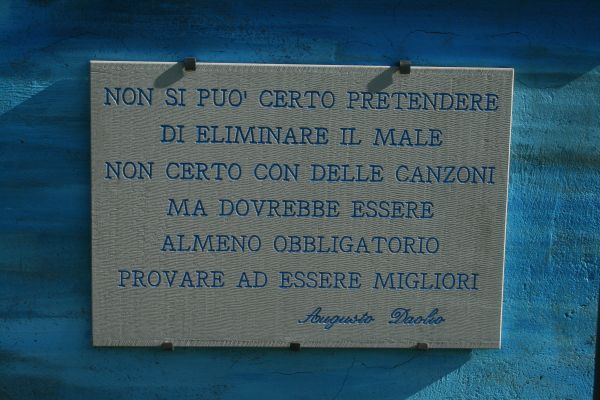 NON SI PUO' CERTO PRETENDERE
DI ELIMINARE IL MALE
NON CERTO CON DELLE CANZONI
MA DOVREBBE ESSERE
ALMENO OBBLIGATORIO
PROVARE AD ESSERE MIGLIORI
Augusto Daolio